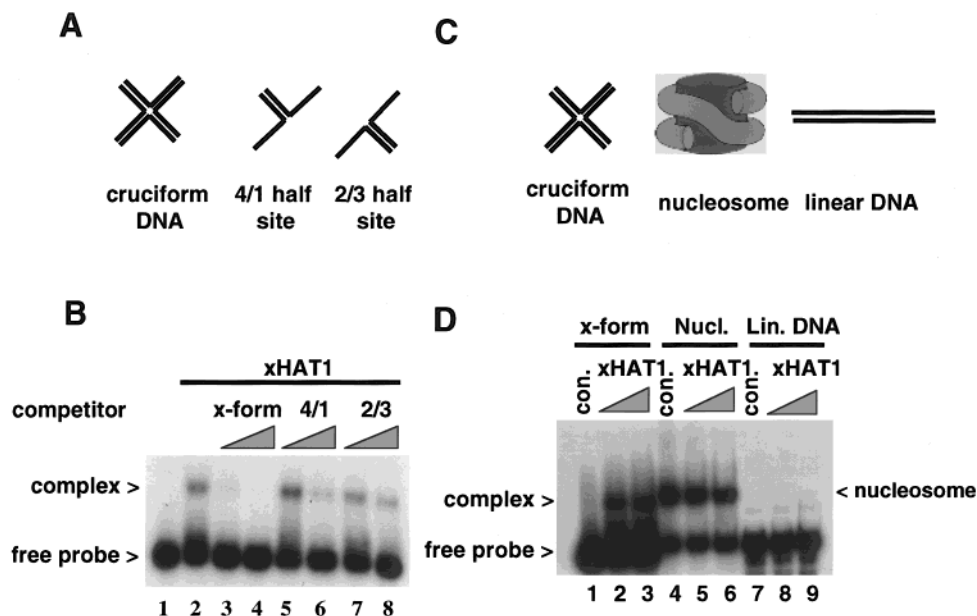 A
cruciform
DNA
4/1 half
site
2/3 half
site
B
xHAT1
competitor
x-form
4/1
2/3
complex >
free probe >
1 2 3 4 5 6 7 8
C
cruciform
DNA
nucleosome
linear DNA
D
x-form Nucl. Lin. DNA
con. xHAT1. con. xHAT1. con. xHAT1
complex >
< nucleosome
free probe >
1 2 3 4 5 6 7 8 9